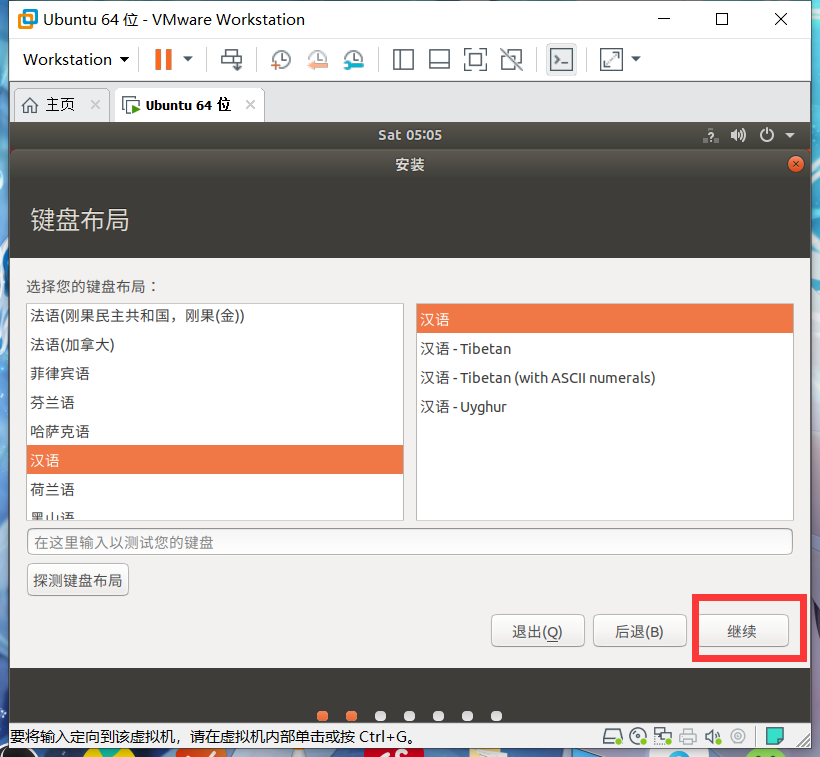 Ubuntu 64 位 - VMware Workstation
Workstation
主页
Ubuntu 64 位
Sat 05:05
安装
键盘布局
选择您的键盘布局：
法语(刚果民主共和国，刚果(金))
法语(加拿大)
菲律宾语
芬兰语
哈萨克语
汉语
荷兰语
黑山语
汉语
汉语 - Tibetan
汉语 - Tibetan (with ASCII numerals)
汉语 - Uyghur
在这里输入以测试您的键盘
探测键盘布局
退出(Q)
后退(B)
继续
要将输入定向到该虚拟机，请在虚拟机内部单击或按 Ctrl+G。